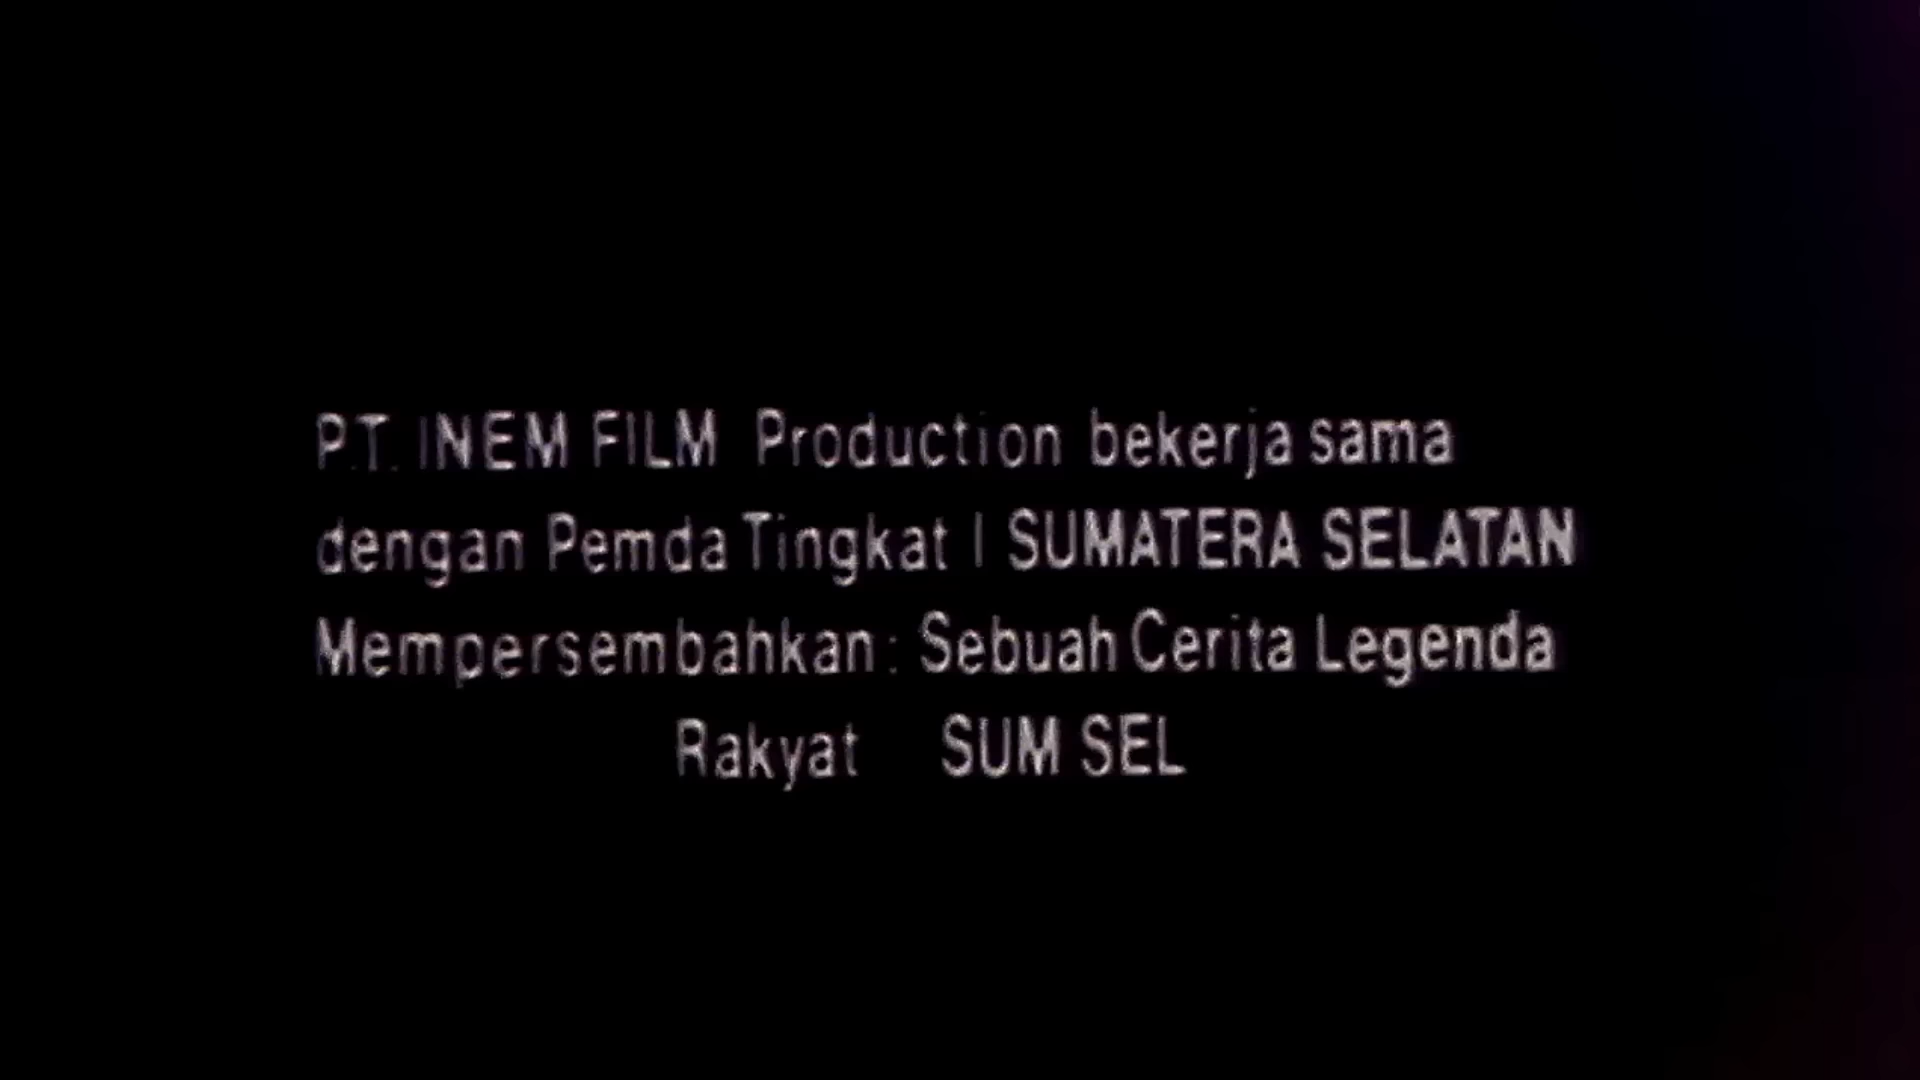 P.T. INEM FILM Production bekerja sama
dengan Pemda Tingkat I SUMATERA SELATAN
Mempersembahkan: Sebuah Cerita Legenda
Rakyat SUM SEL